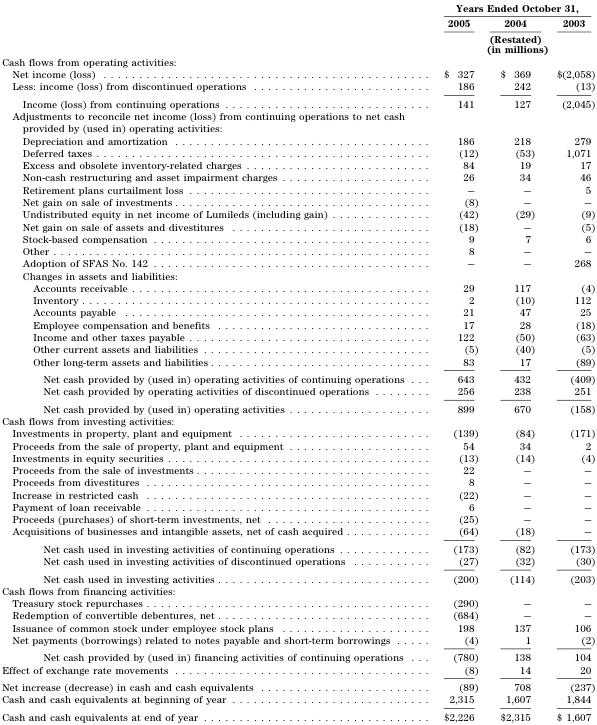 Years Ended October 31,
2005 2004 2003
(Restated)
(in millions)
Cash flows from operating activities:
Net income (loss) $ 327 $ 369 $(2,058)
Less: income (loss) from discontinued operations 186 242 (13)
Income (loss) from continuing operations 141 127 (2,045)
Adjustments to reconcile net income (loss) from continuing operations to net cash
provided by (used in) operating activities:
Depreciation and amortization 186 218 279
Deferred taxes (12) (53) 1,071
Excess and obsolete inventory-related charges 84 19 17
Non-cash restructuring and asset impairment charges 26 34 46
Retirement plans curtailment loss — — 5
Net gain on sale of investments (8) — —
Undistributed equity in net income of Lumileds (including gain) (42) (29) (9)
Net gain on sale of assets and divestitures (18) — (5)
Stock-based compensation 9 7 6
Other 8 — —
Adoption of SFAS No. 142 — — 268
Changes in assets and liabilities:
Accounts receivable 29 117 (4)
Inventory 2 (10) 112
Accounts payable 21 47 25
Employee compensation and benefits 17 28 (18)
Income and other taxes payable 122 (50) (63)
Other current assets and liabilities (5) (40) (5)
Other long-term assets and liabilities 83 17 (89)
Net cash provided by (used in) operating activities of continuing operations 643 432 (409)
Net cash provided by operating activities of discontinued operations 256 238 251
Net cash provided by (used in) operating activities 899 670 (158)
Cash flows from investing activities:
Investments in property, plant and equipment (139) (84) (171)
Proceeds from the sale of property, plant and equipment 54 34 2
Investments in equity securities (13) (14) (4)
Proceeds from the sale of investments 22 — —
Proceeds from divestitures 8 — —
Increase in restricted cash (22) — —
Payment of loan receivable 6 — —
Proceeds (purchases) of short-term investments, net (25) — —
Acquisitions of businesses and intangible assets, net of cash acquired (64) (18) —
Net cash used in investing activities of continuing operations (173) (82) (173)
Net cash used in investing activities of discontinued operations (27) (32) (30)
Net cash used in investing activities (200) (114) (203)
Cash flows from financing activities:
Treasury stock repurchases (290) — —
Redemption of convertible debentures, net (684) — —
Issuance of common stock under employee stock plans 198 137 106
Net payments (borrowings) related to notes payable and short-term borrowings (4) 1 (2)
Net cash provided by (used in) financing activities of continuing operations (780) 138 104
Effect of exchange rate movements (8) 14 20
Net increase (decrease) in cash and cash equivalents (89) 708 (237)
Cash and cash equivalents at beginning of year 2,315 1,607 1,844
Cash and cash equivalents at end of year $2,226 $2,315 $ 1,607